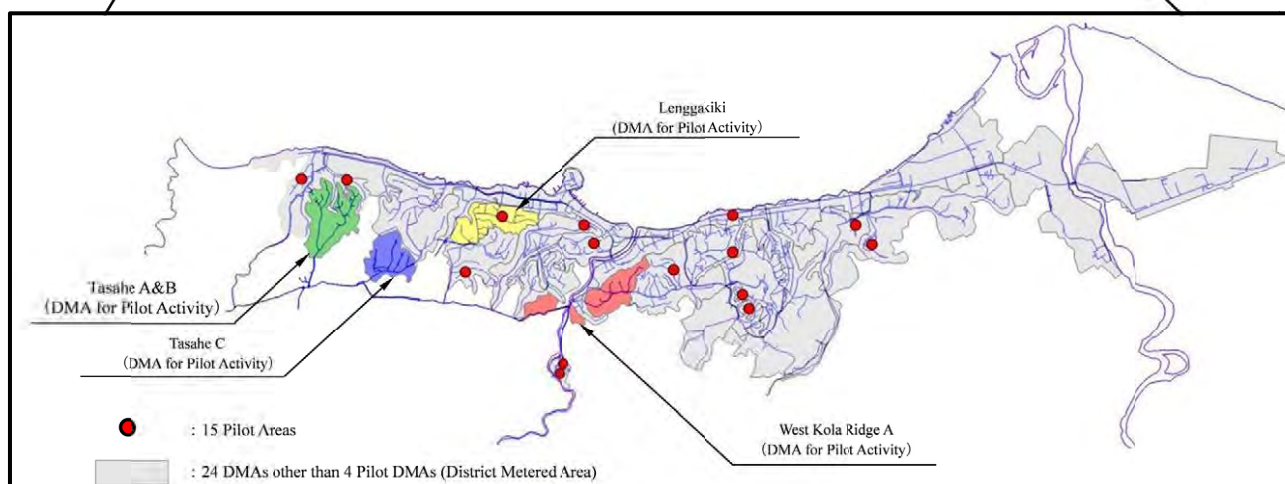 Lenggakiki
(DMA for Pilot Activity)
Tasahe A&B
(DMA for Pilot Activity)
Tasahe C
(DMA for Pilot Activity)
West Kola Ridge A
(DMA for Pilot Activity)
: 15 Pilot Areas
: 24 DMAs other than 4 Pilot DMAs (District Metered Area)